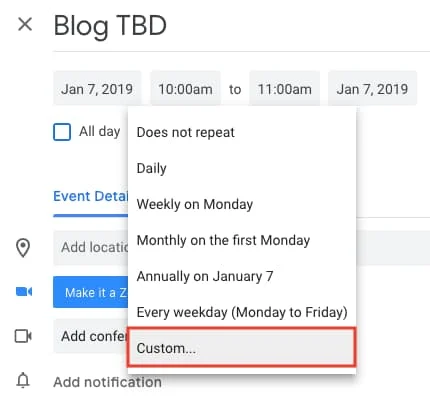 Blog TBD
Jan 7, 2019 10:00am to 11:00am Jan 7, 2019
All day
Does not repeat
Daily
Weekly on Monday
Monthly on the first Monday
Annually on January 7
Every weekday (Monday to Friday)
Custom...
Event Detai
Add locatio
Make it a Z
Add confer
Add notification